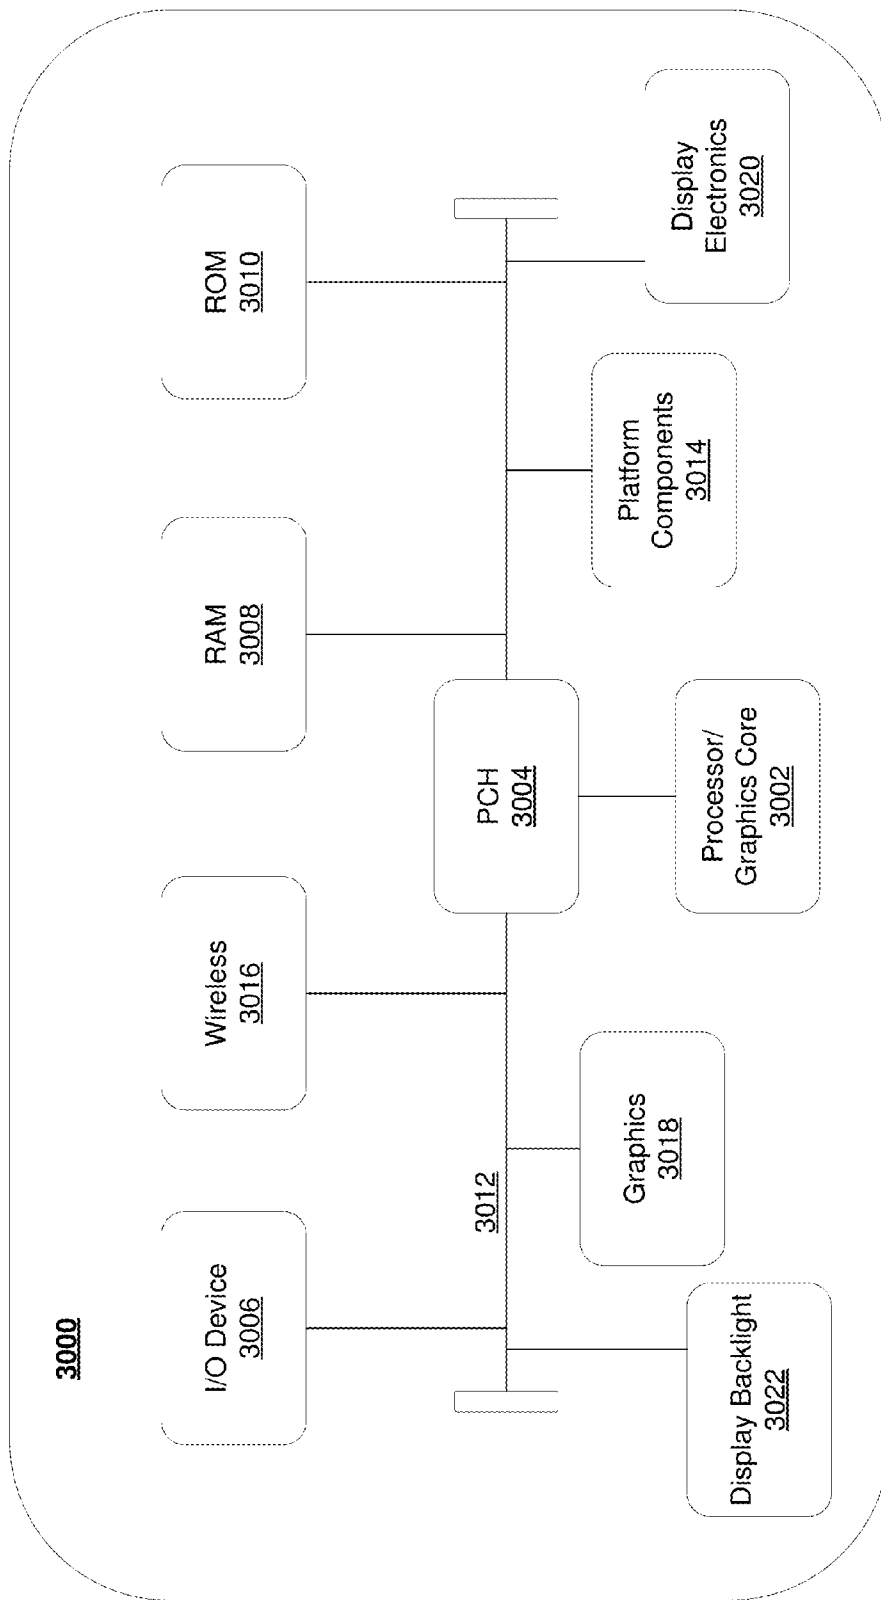 3000
I/O Device
3006
Wireless
3016
RAM
3008
ROM
3010
3012
PCH
3004
Display Backlight
3022
Graphics
3018
Processor/
Graphics Core
3002
Platform
Components
3014
Display
Electronics
3020